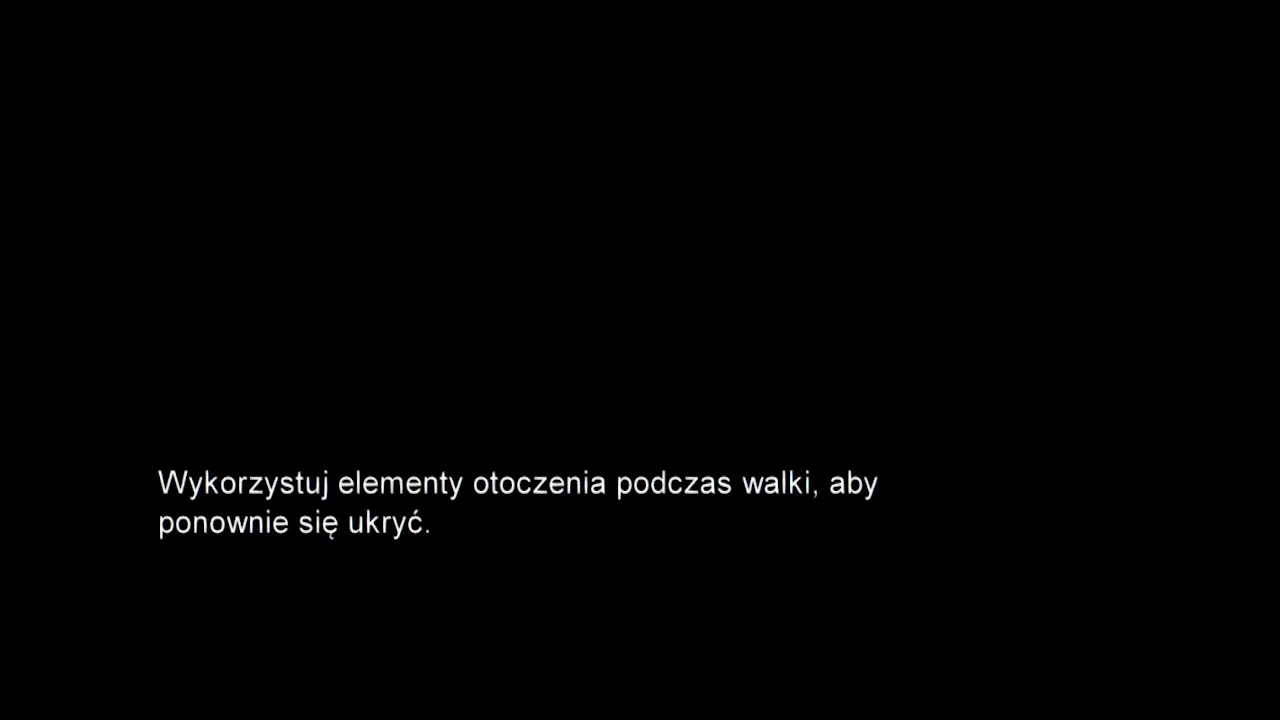 Wykorzystuj elementy otoczenia podczas walki, aby
ponownie się ukryć.